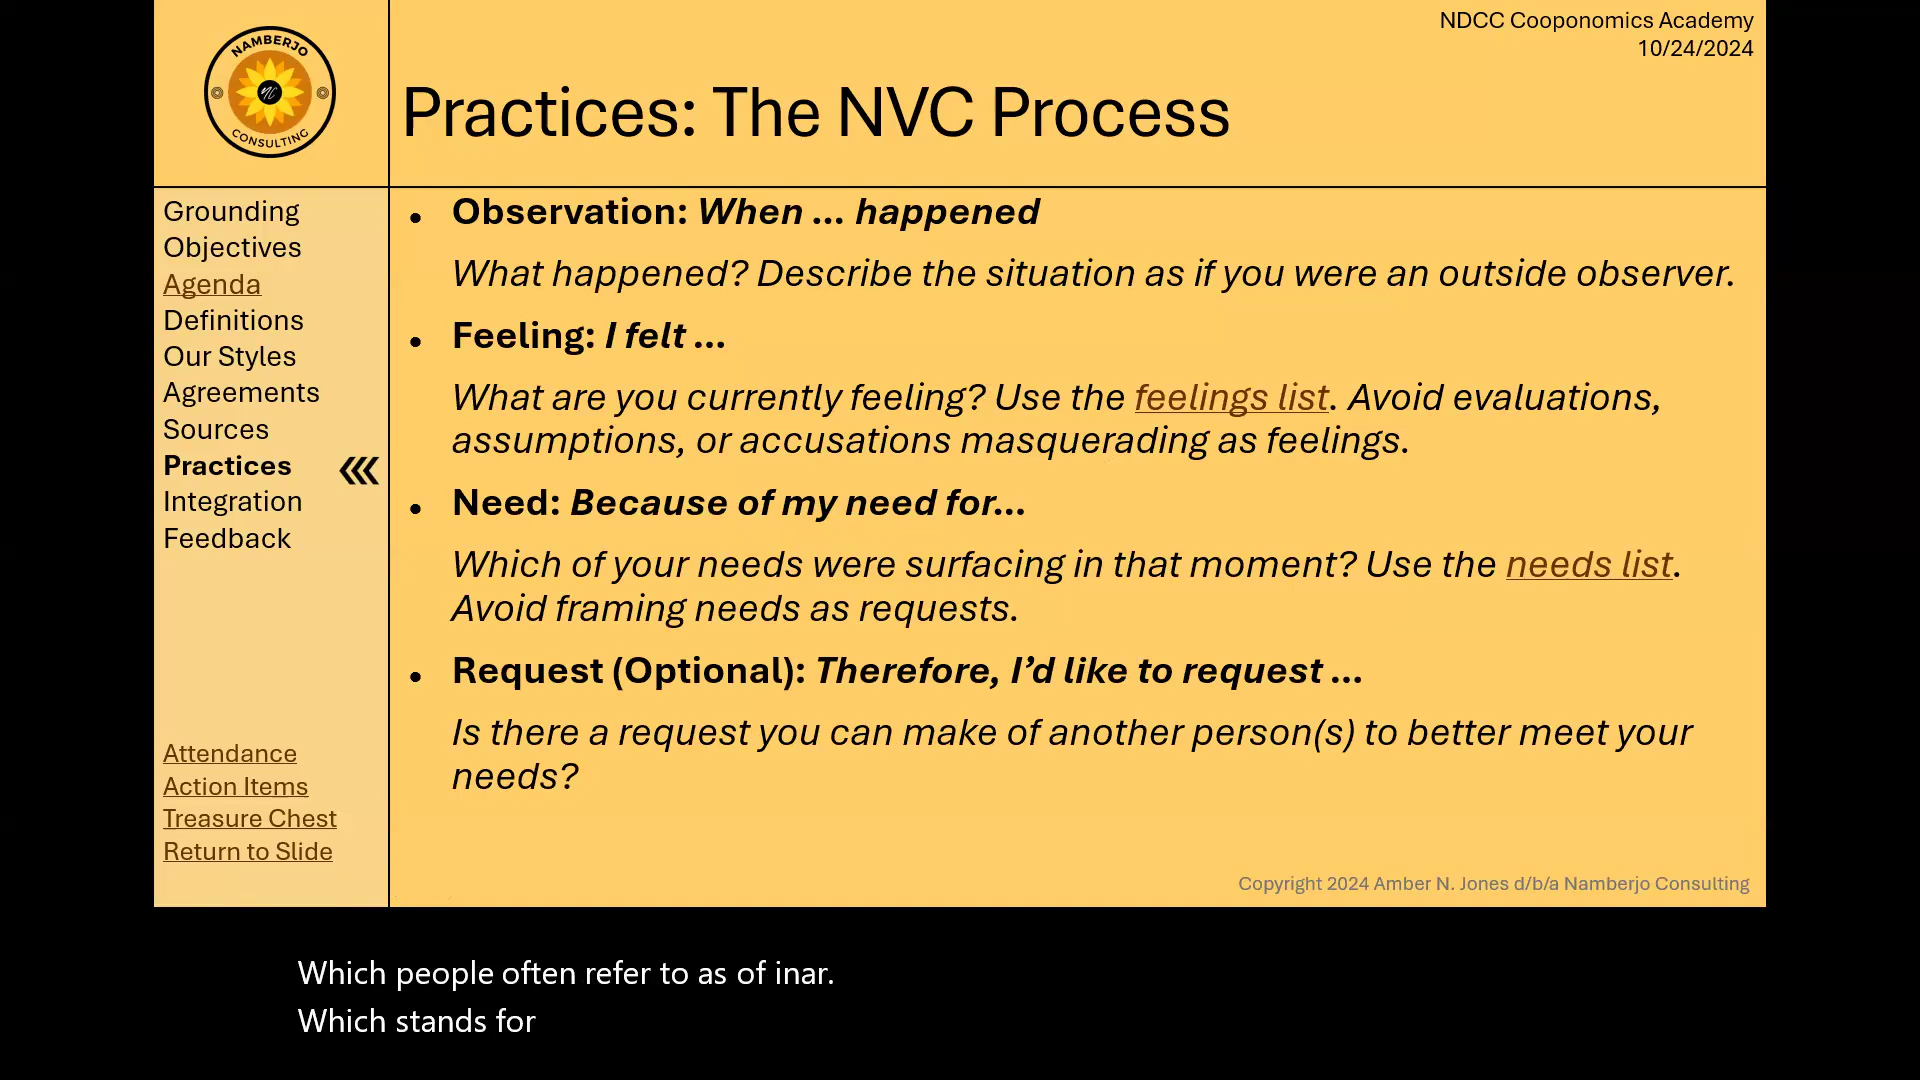 NAMBERJO
CONSULTING
NDCC Cooponomics Academy
10/24/2024
Practices: The NVC Process
Grounding
Objectives
Agenda
Definitions
Our Styles
Agreements
Sources
Practices
Integration
Feedback
Attendance
Action Items
Treasure Chest
Return to Slide
• Observation: When ... happened
What happened? Describe the situation as if you were an outside observer.
• Feeling: I felt ...
What are you currently feeling? Use the feelings list. Avoid evaluations,
assumptions, or accusations masquerading as feelings.
• Need: Because of my need for...
Which of your needs were surfacing in that moment? Use the needs list.
Avoid framing needs as requests.
• Request (Optional): Therefore, I’d like to request ...
Is there a request you can make of another person(s) to better meet your
needs?
Copyright 2024 Amber N. Jones d/b/a Namberjo Consulting
Which people often refer to as of inar.
Which stands for